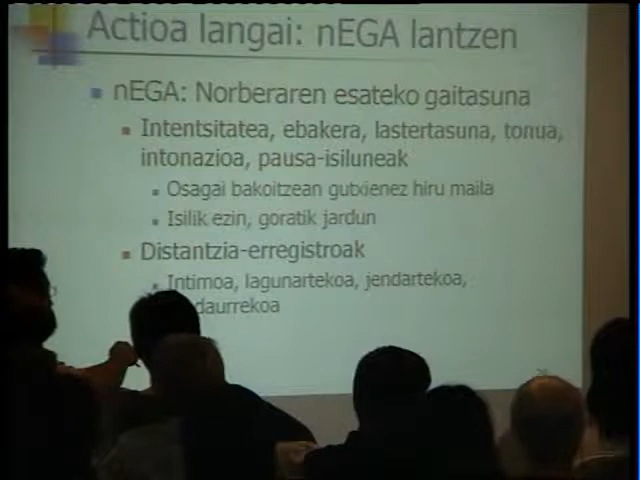 Actioa langai: nEGA lantzen
nEGA: Norberaren esateko gaitasuna
Intentsitatea, ebakera, lastertasuna, tonua,
intonazioa, pausa-isiluneak
Osagai bakoitzean gutxienez hiru maila
Isilik ezin, goratik jardun
Distantzia-erregistroak
Intimoa, lagunartekoa, jendartekoa,